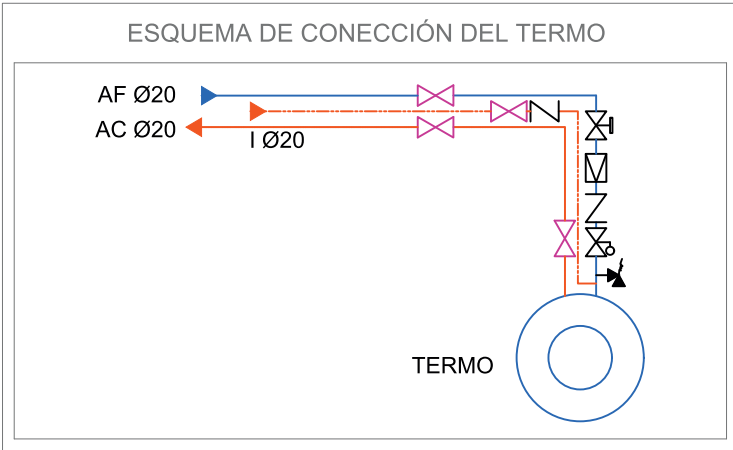 ESQUEMA DE CONECCIÓN DEL TERMO
AF Ø20
AC Ø20
I Ø20
TERMO